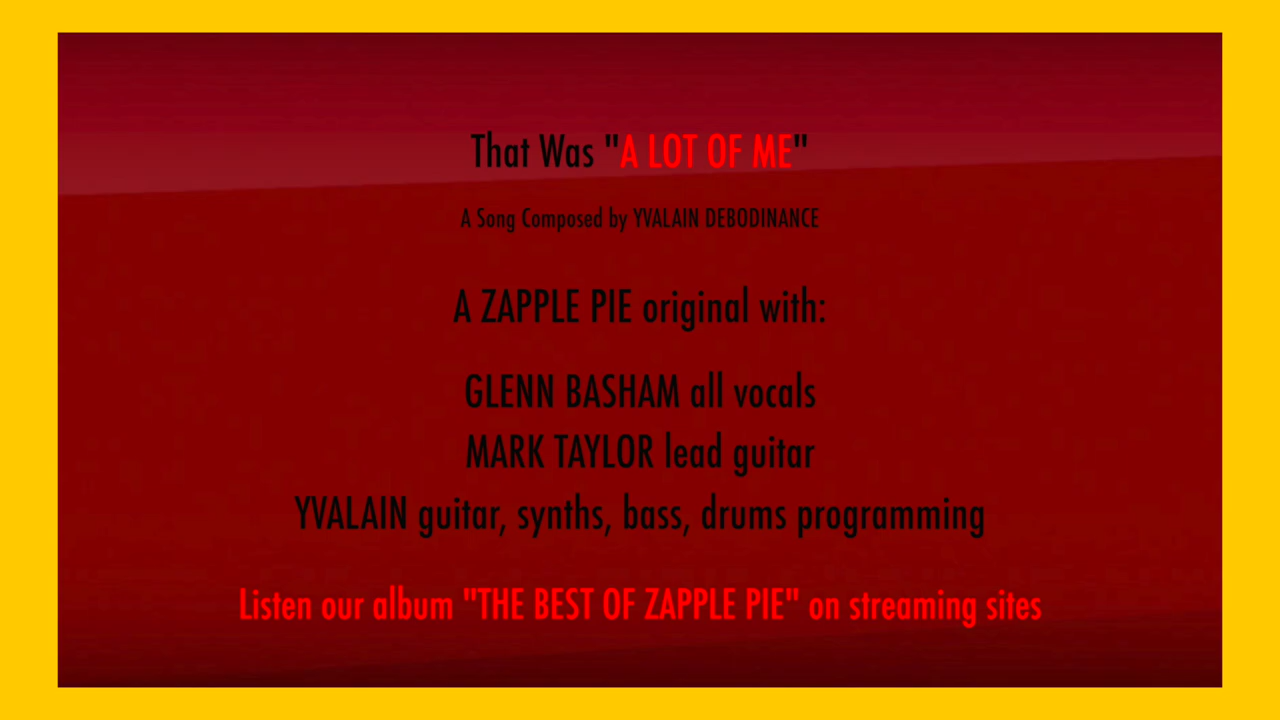 That Was "A LOT OF ME"
A Song Composed by YVALAIN DEBODINANCE
A ZAPPLE PIE original with:
GLENN BASHAM all vocals
MARK TAYLOR lead guitar
YVALAIN guitar, synths, bass, drums programming
Listen our album "THE BEST OF ZAPPLE PIE" on streaming sites